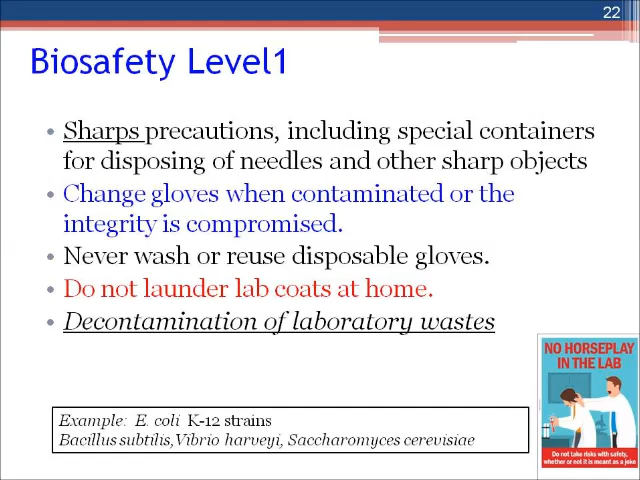 22
Biosafety Level1
• Sharps precautions, including special containers
for disposing of needles and other sharp objects
• Change gloves when contaminated or the
integrity is compromised.
• Never wash or reuse disposable gloves.
• Do not launder lab coats at home.
• Decontamination of laboratory wastes
NO HORSEPLAY
IN THE LAB
Do not take risks with safety,
whether or not it is meant as a joke
Example: E. coli K-12 strains
Bacillus subtilis,Vibrio harveyi, Saccharomyces cerevisiae